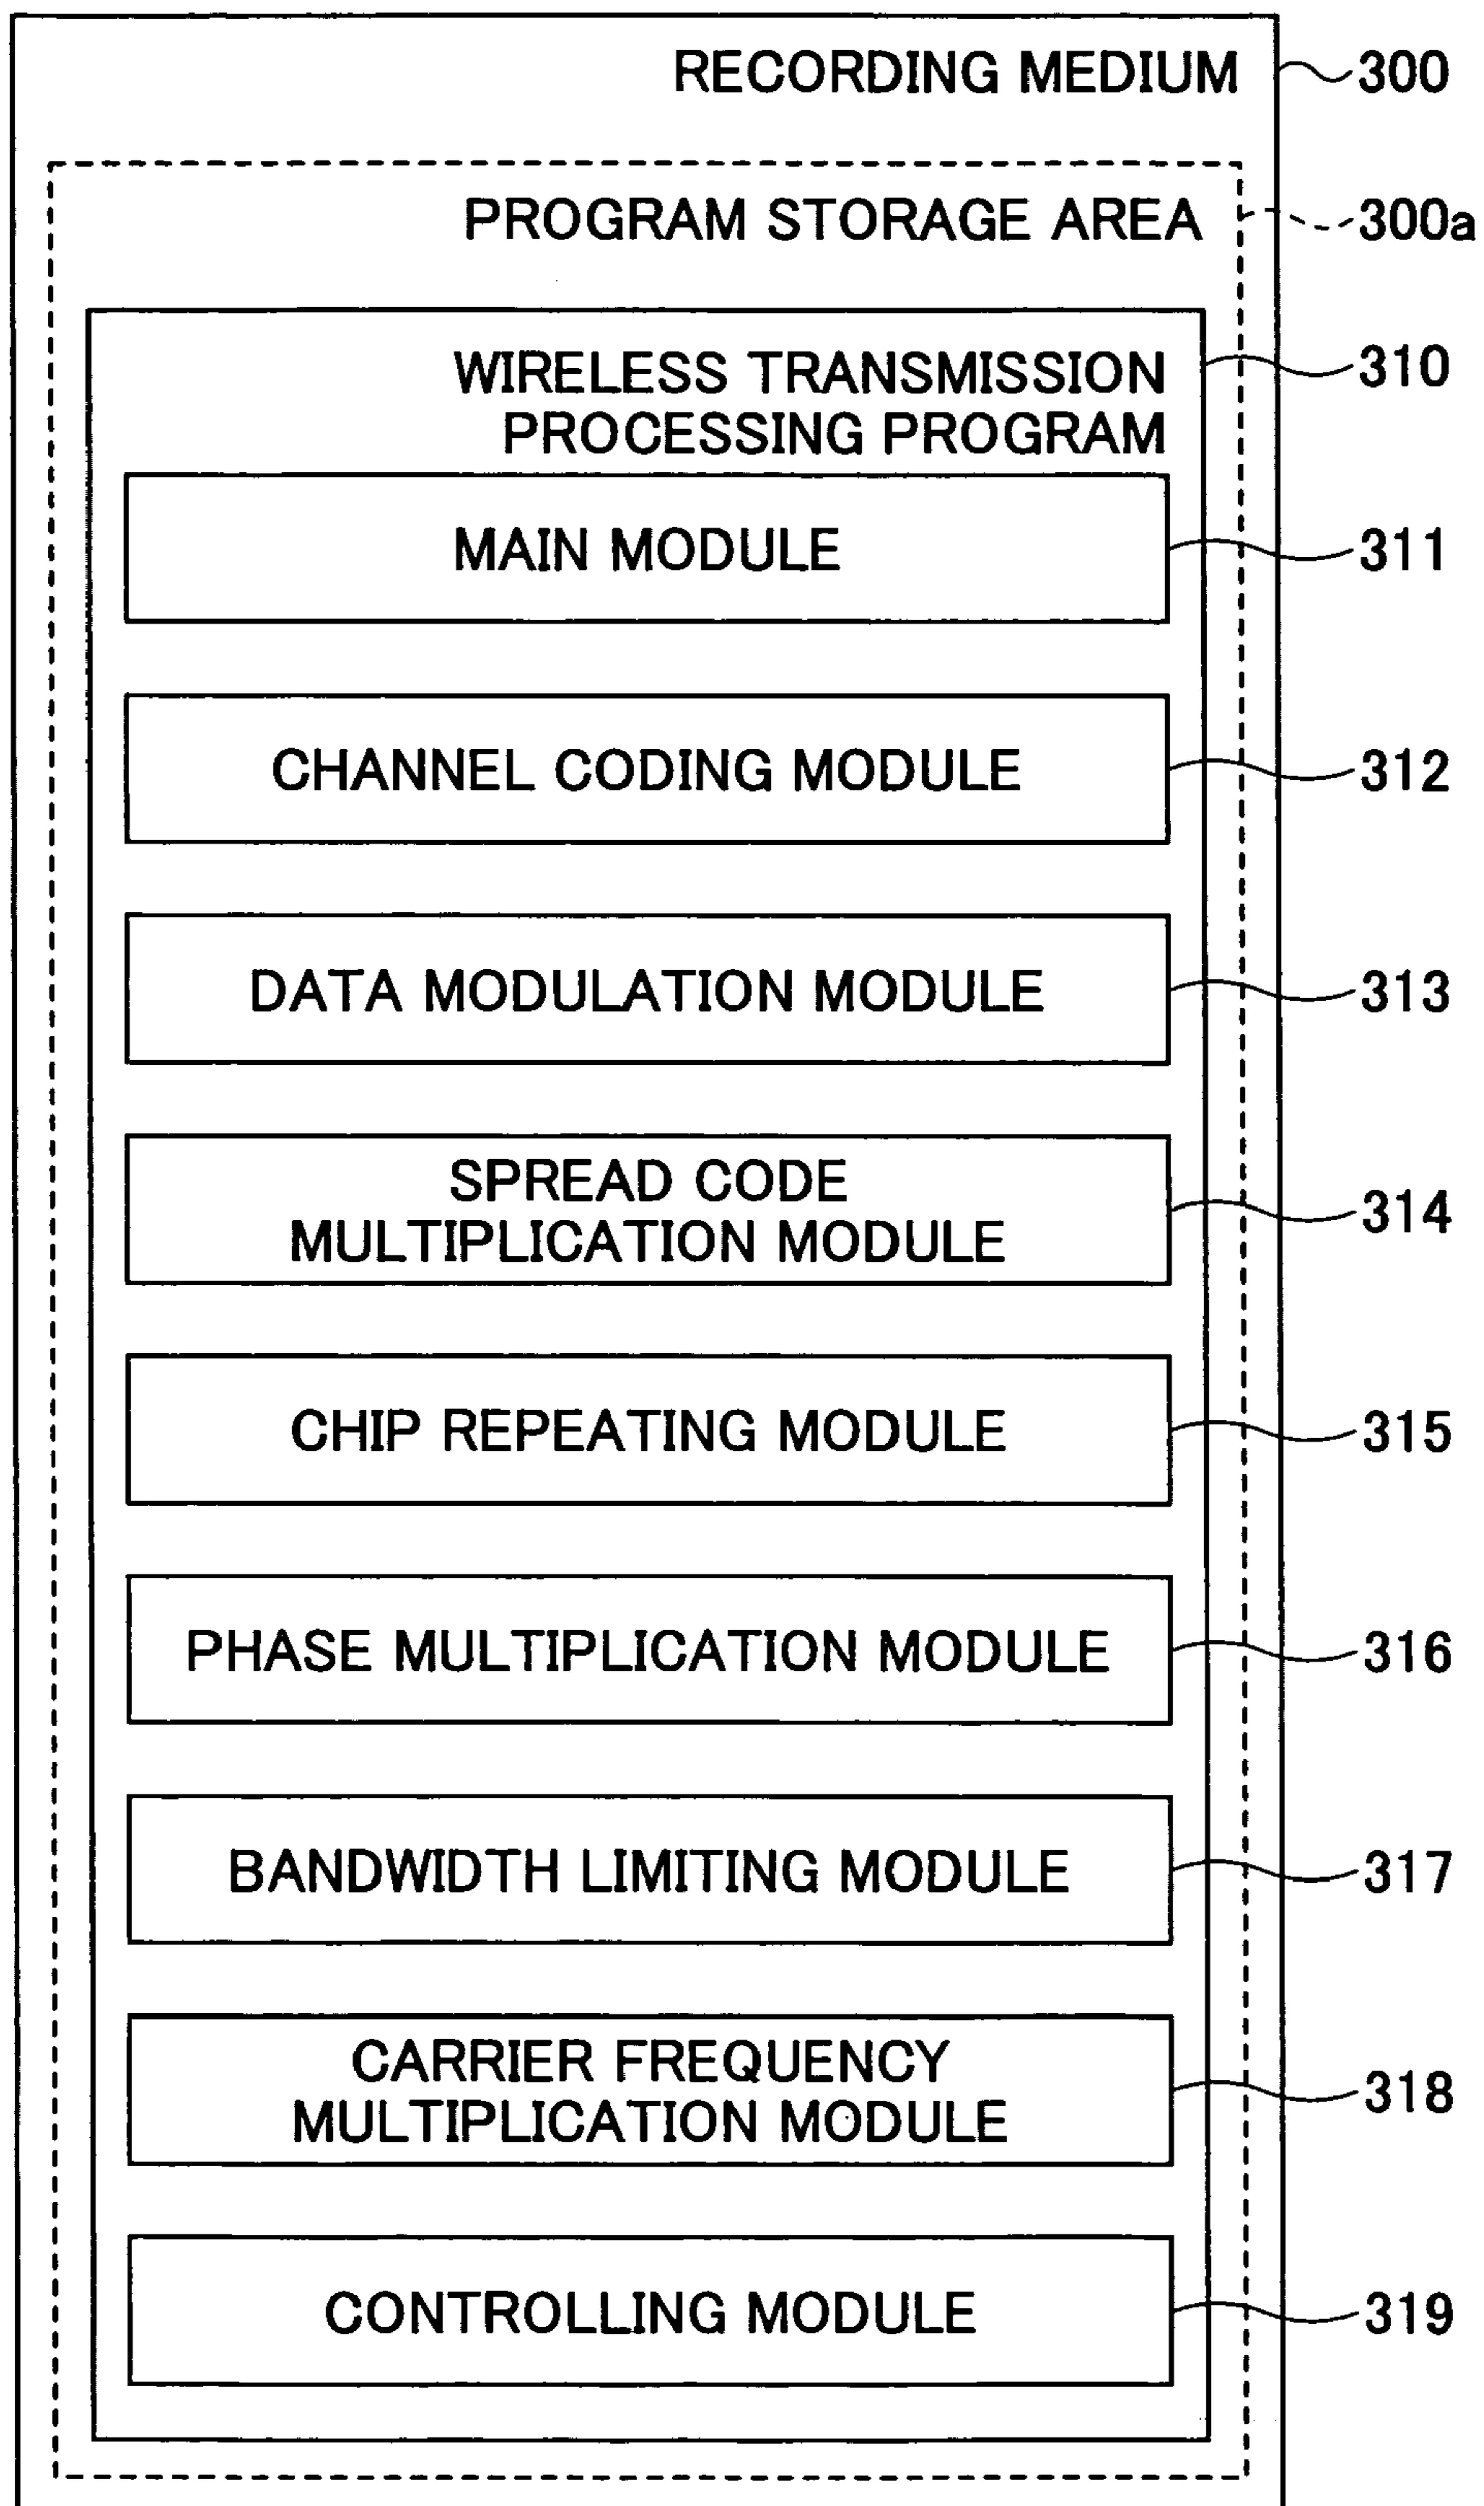 RECORDING MEDIUM 300
PROGRAM STORAGE AREA 300a
WIRELESS TRANSMISSION 310
PROCESSING PROGRAM
MAIN MODULE 311
CHANNEL CODING MODULE 312
DATA MODULATION MODULE 313
SPREAD CODE
MULTIPLICATION MODULE 314
CHIP REPEATING MODULE 315
PHASE MULTIPLICATION MODULE 316
BANDWIDTH LIMITING MODULE 317
CARRIER FREQUENCY
MULTIPLICATION MODULE 318
CONTROLLING MODULE 319